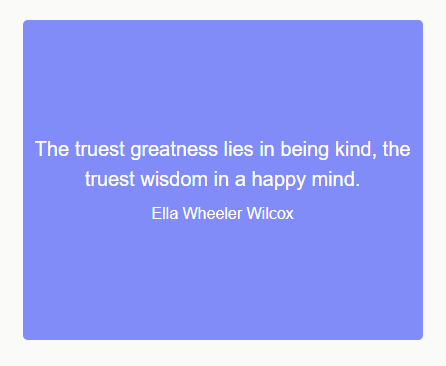 The truest greatness lies in being kind, the
truest wisdom in a happy mind.
Ella Wheeler Wilcox